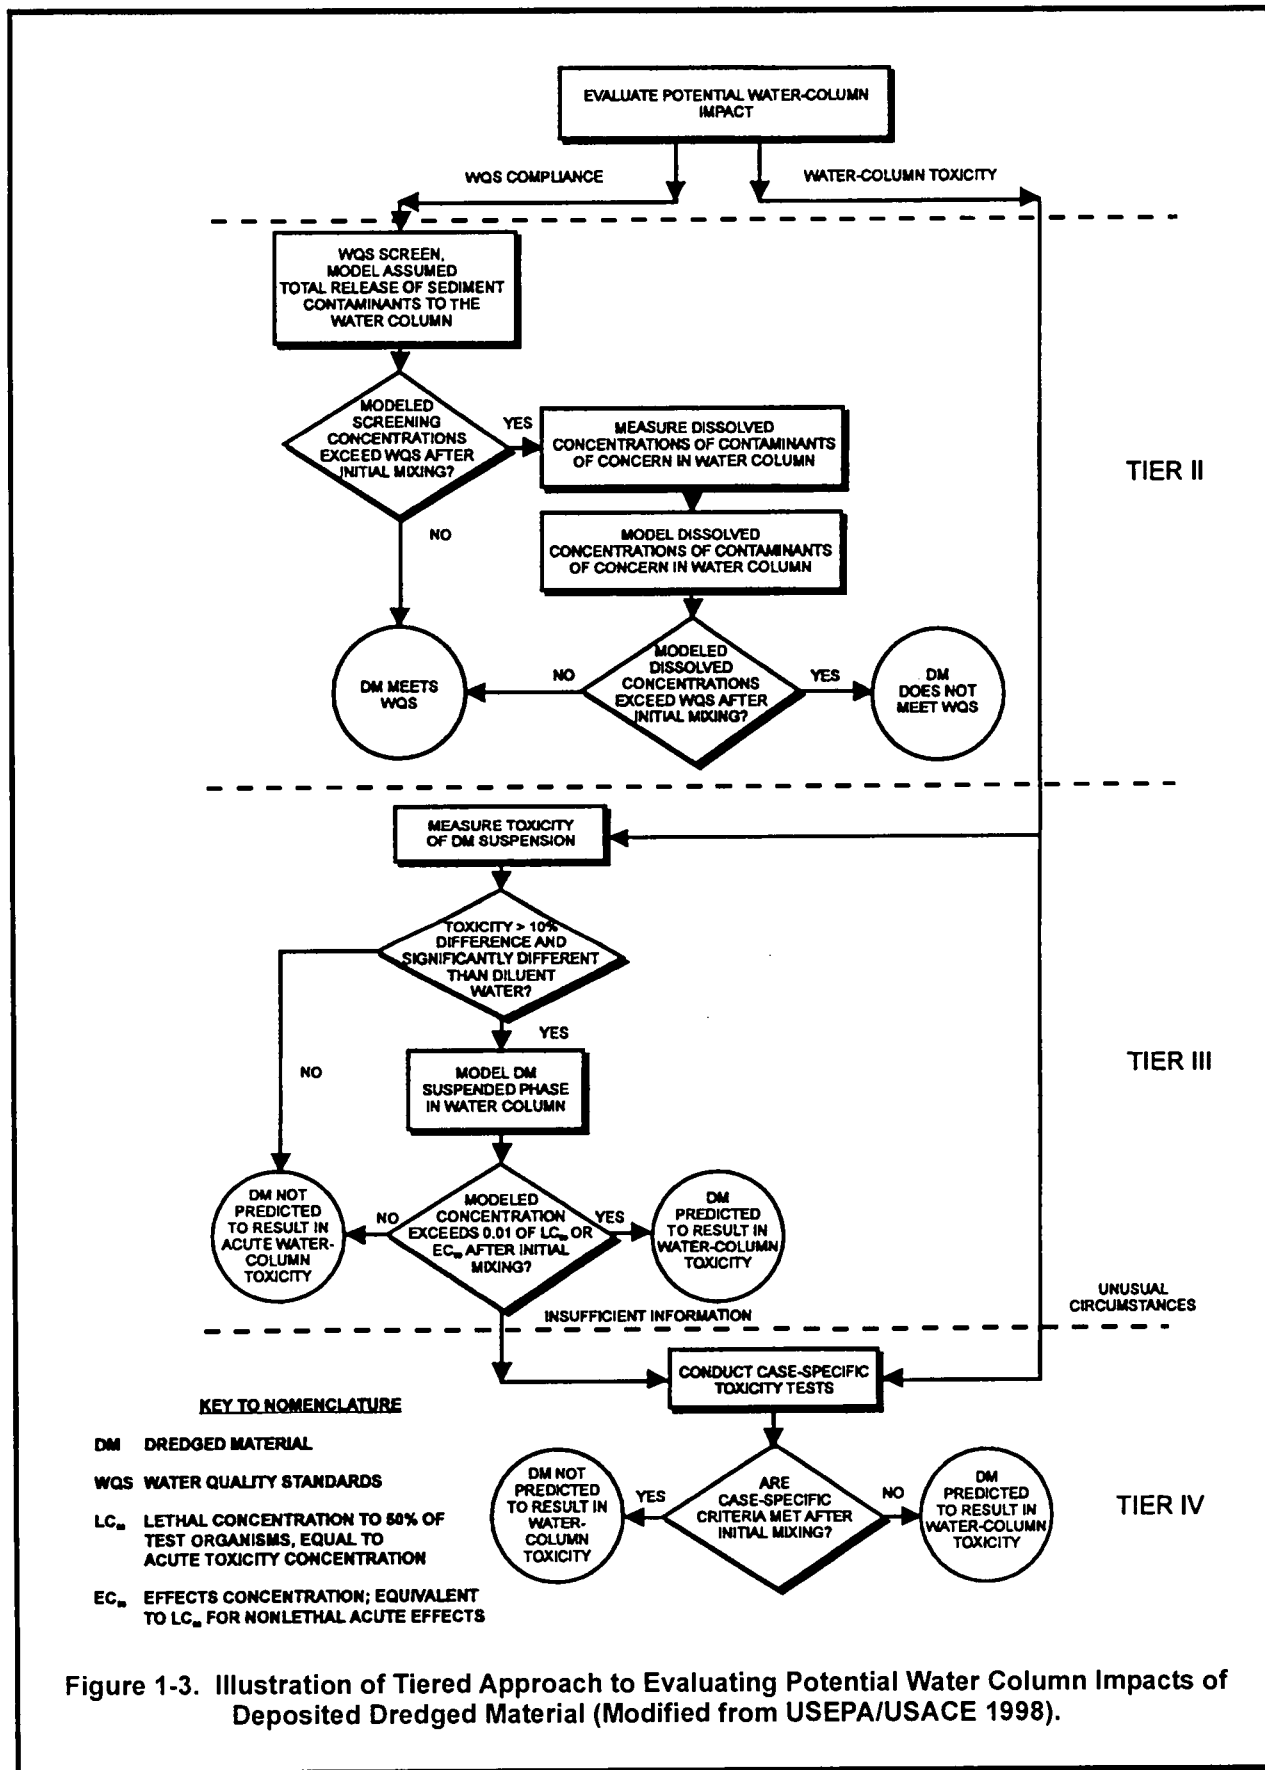 EVALUATE POTENTIAL WATER-COLUMN
IMPACT
WQS COMPLIANCE
WATER-COLUMN TOXICITY
WQS SCREEN,
MODEL ASSUMED
TOTAL RELEASE OF SEDIMENT
CONTAMINANTS TO THE
WATER COLUMN
MODELED
SCREENING
CONCENTRATIONS
EXCEED WQS AFTER
INITIAL MIXING?
YES
MEASURE DISSOLVED
CONCENTRATIONS OF CONTAMINANTS
OF CONCERN IN WATER COLUMN
TIER II
NO
MODEL DISSOLVED
CONCENTRATIONS OF CONTAMINANTS
OF CONCERN IN WATER COLUMN
DM MEETS
WQS
NO
MODELED
DISSOLVED
CONCENTRATIONS
EXCEED WQS AFTER
INITIAL MIXING?
YES
DM
DOES NOT
MEET WQS
MEASURE TOXICITY
OF DM SUSPENSION
TOXICITY > 10%
DIFFERENCE AND
SIGNIFICANTLY DIFFERENT
THAN DILUENT
WATER?
YES
NO
MODEL DM
SUSPENDED PHASE
IN WATER COLUMN
TIER III
DM NOT
PREDICTED
TO RESULT IN
ACUTE WATER-
COLUMN
TOXICITY
NO
MODELED
CONCENTRATION
EXCEEDS 0.01 OF LC OR
EC AFTER INITIAL
MIXING?
YES
DM
PREDICTED
TO RESULT IN
WATER-COLUMN
TOXICITY
INSUFFICIENT INFORMATION
UNUSUAL
CIRCUMSTANCES
CONDUCT CASE-SPECIFIC
TOXICITY TESTS
DM NOT
PREDICTED
TO RESULT IN
WATER-
COLUMN
TOXICITY
YES
ARE
CASE-SPECIFIC
CRITERIA MET AFTER
INITIAL MIXING?
NO
DM
PREDICTED
TO RESULT IN
WATER-COLUMN
TOXICITY
TIER IV
KEY TO NOMENCLATURE
DM DREDGED MATERIAL
WQS WATER QUALITY STANDARDS
LC LETHAL CONCENTRATION TO 50% OF
TEST ORGANISMS, EQUAL TO
ACUTE TOXICITY CONCENTRATION
EC EFFECTS CONCENTRATION; EQUIVALENT
TO LC FOR NONLETHAL ACUTE EFFECTS
Figure 1-3. Illustration of Tiered Approach to Evaluating Potential Water Column Impacts of
Deposited Dredged Material (Modified from USEPA/USACE 1998).